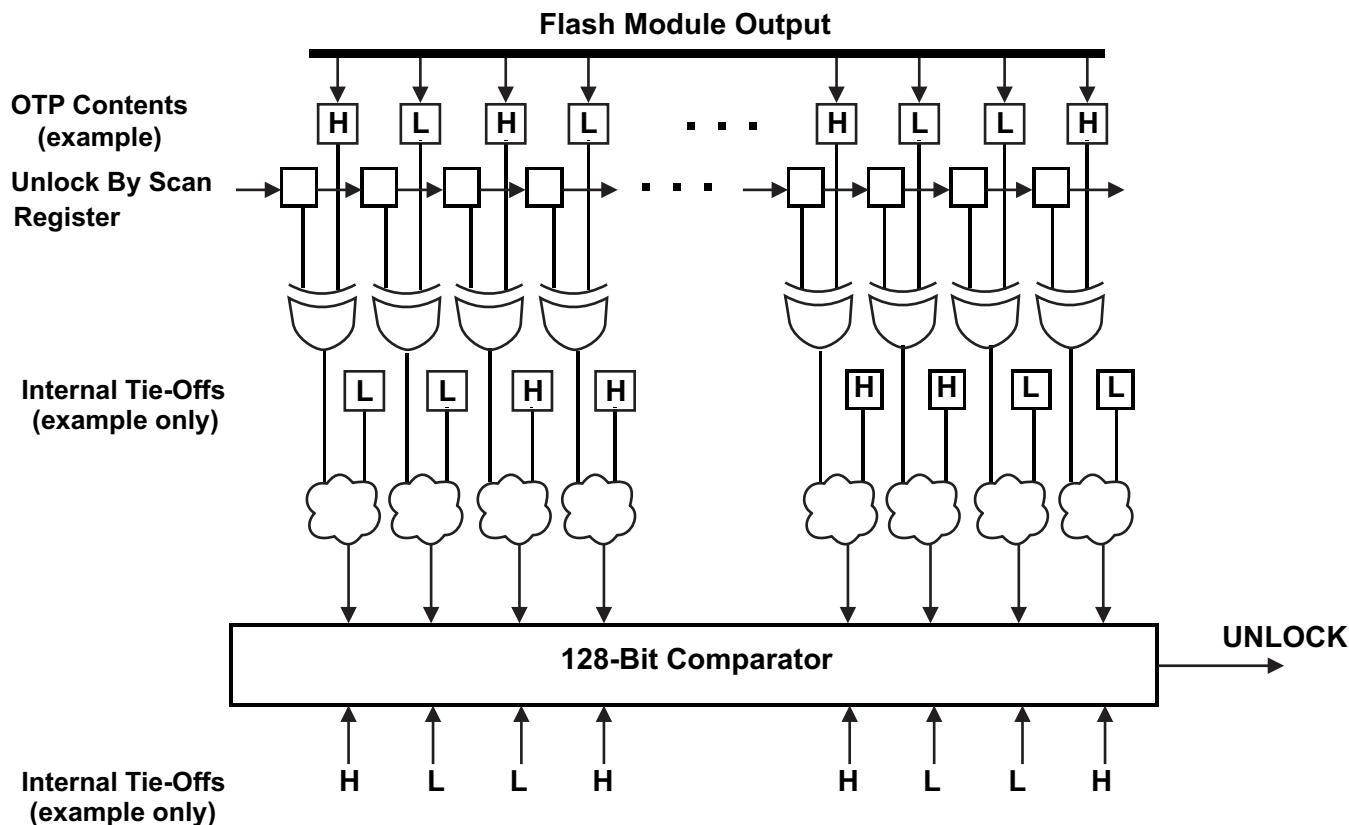 Flash Module Output
OTP Contents
(example)
H L H L . . . H L L H
Unlock By Scan
Register
. . .
Internal Tie-Offs
(example only)
L L H H H H L L
128-Bit Comparator
UNLOCK
H L L H H L L H
Internal Tie-Offs
(example only)